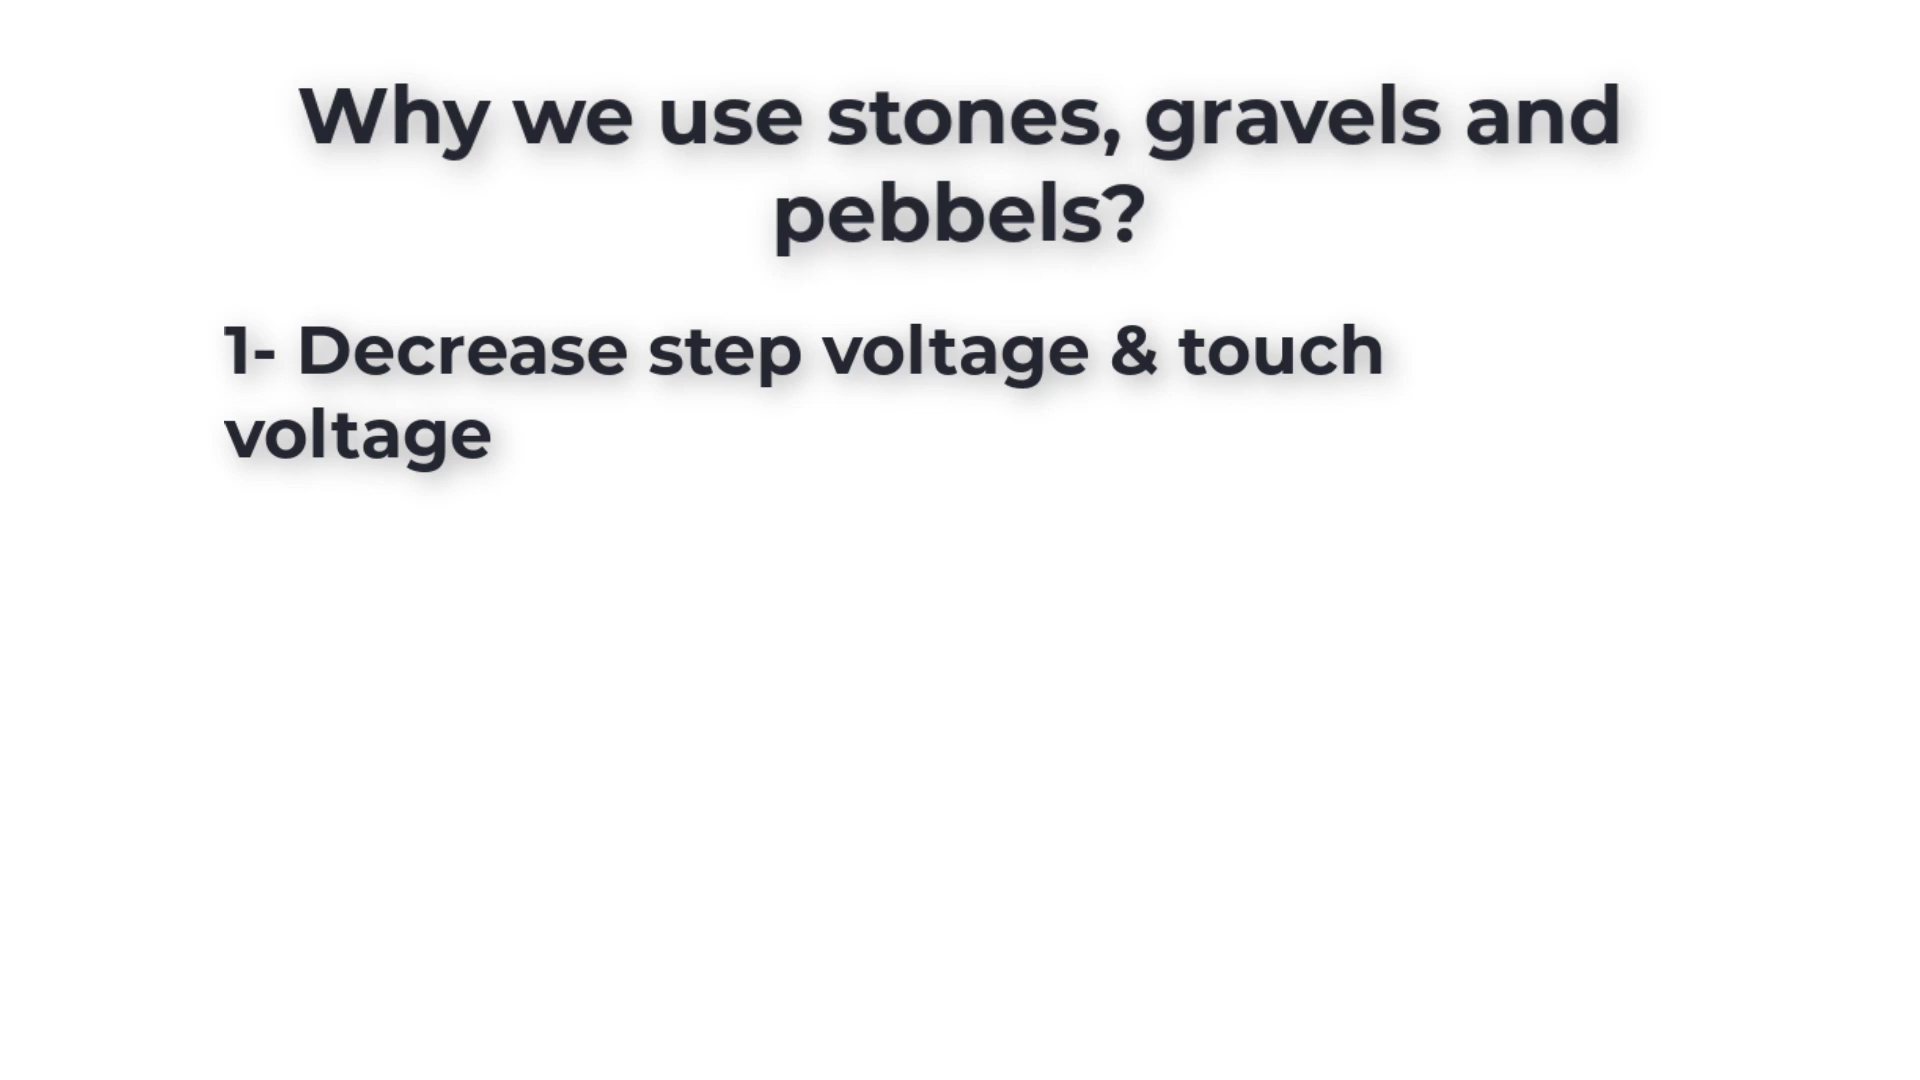 Why we use stones, gravels and
pebbels?
1- Decrease step voltage & touch
voltage